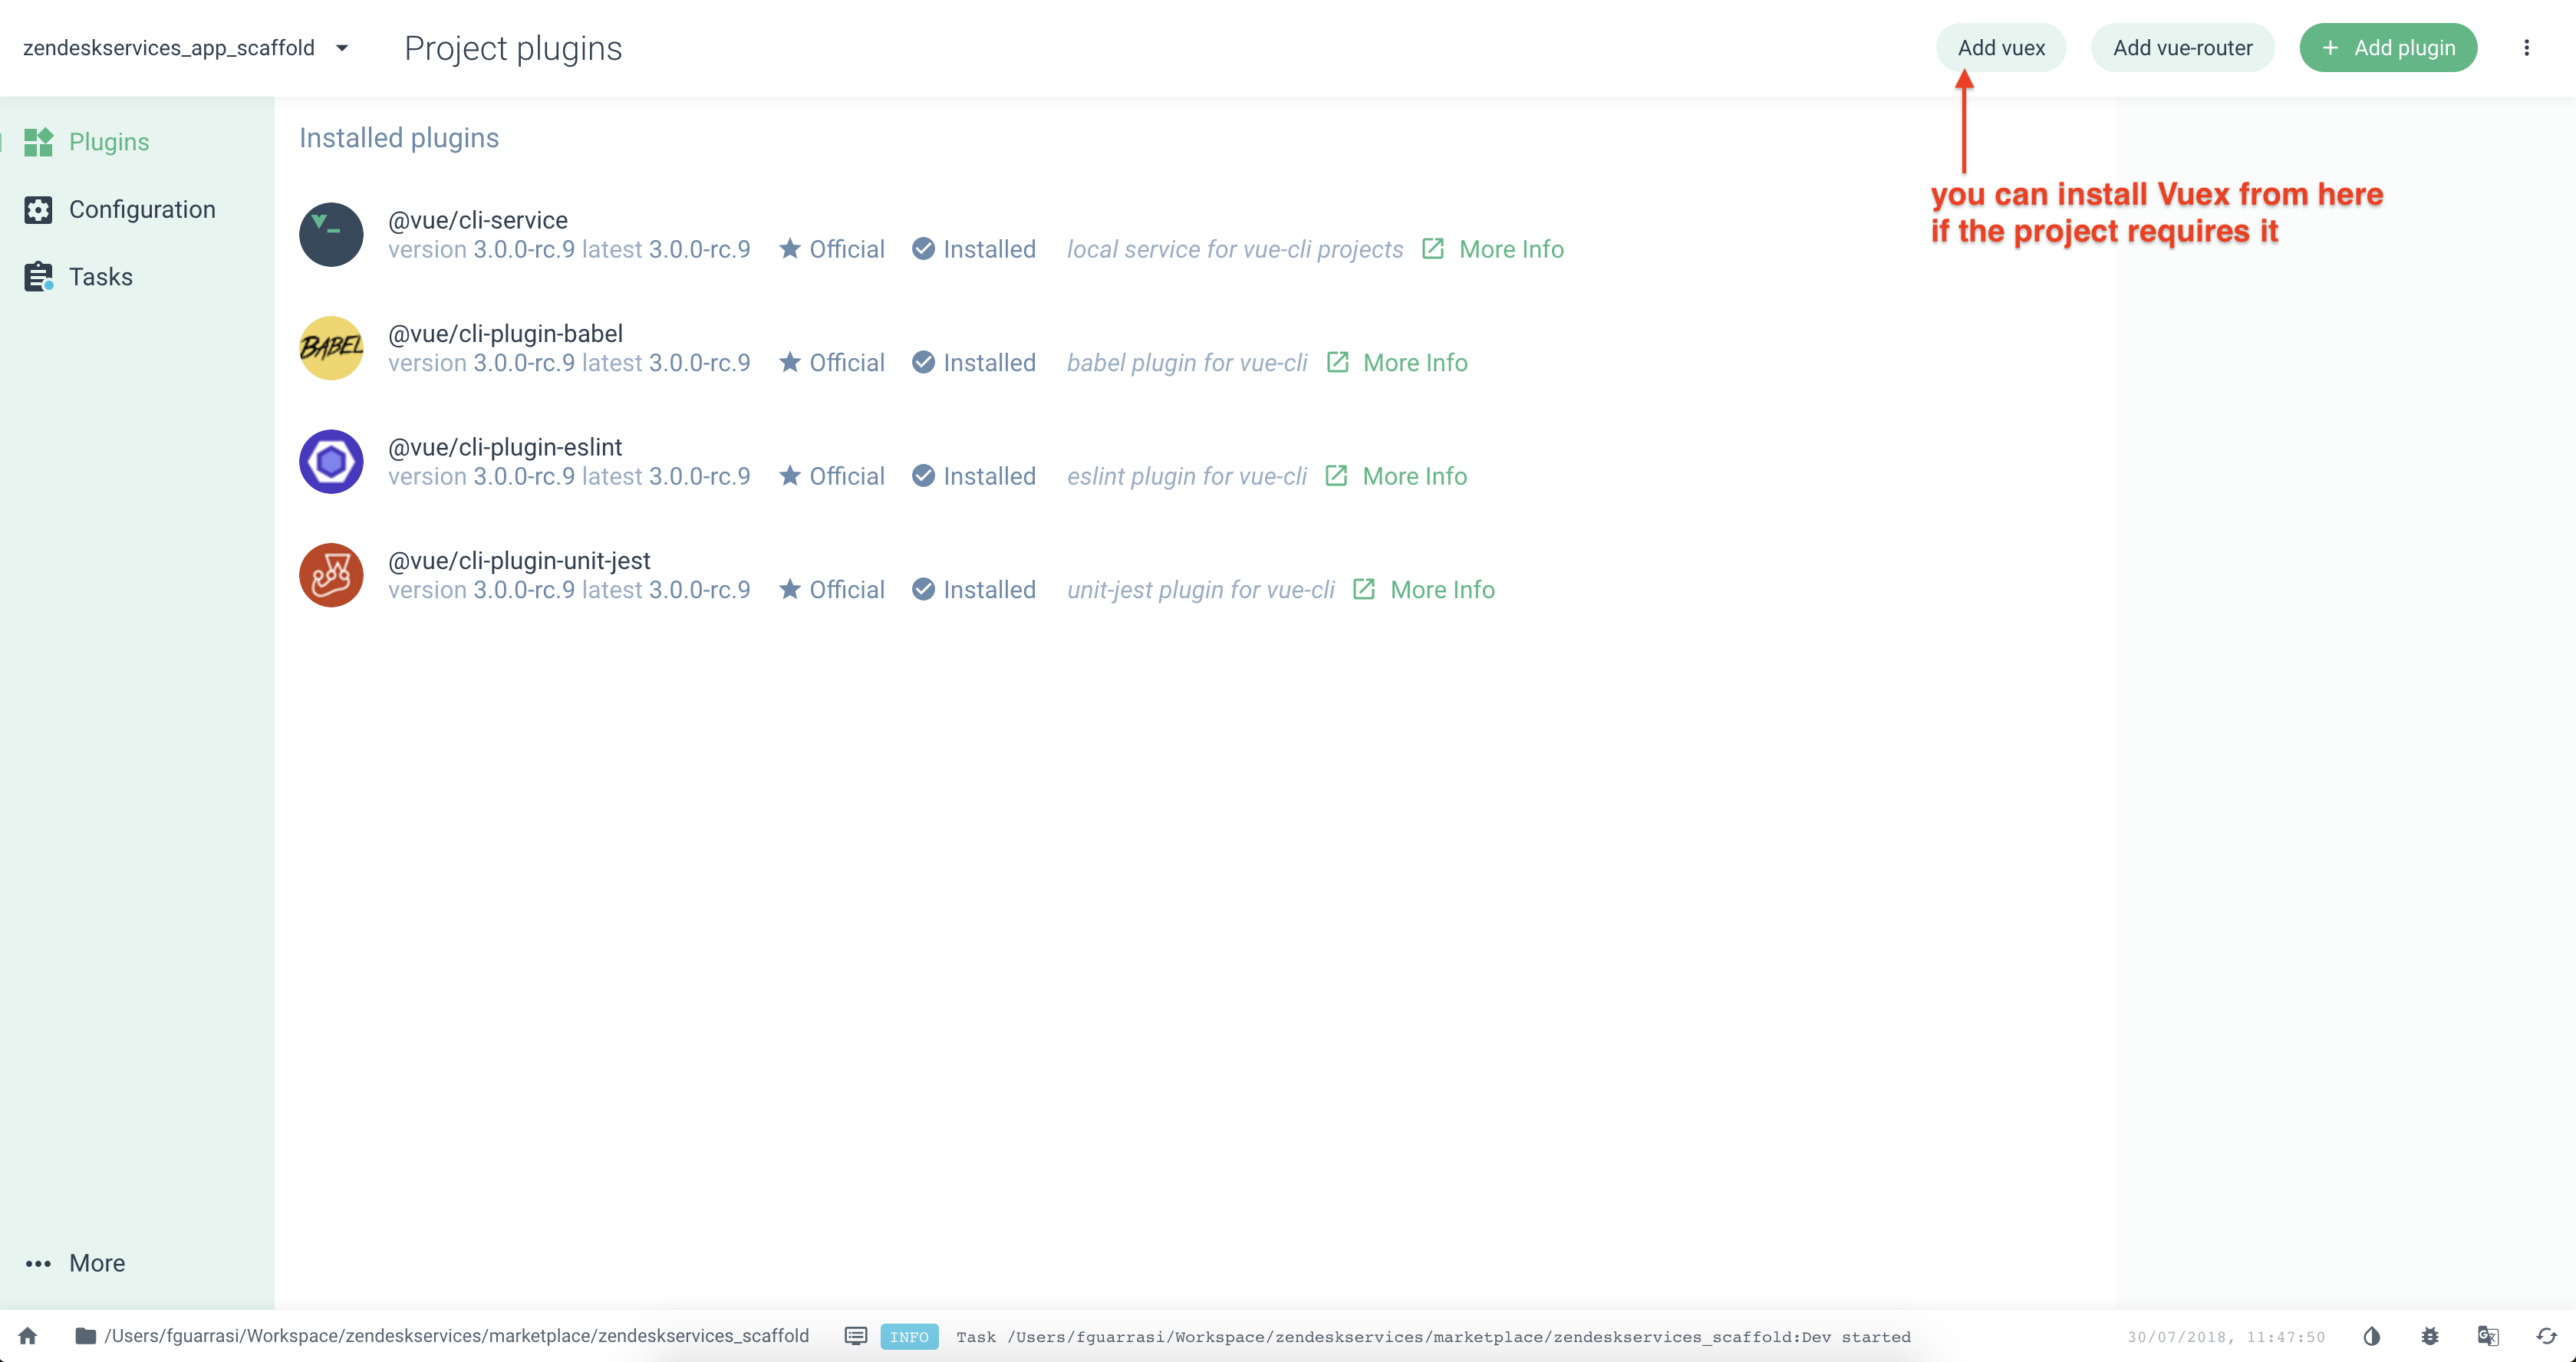 zendeskservices_app_scaffold
Project plugins
Add vuex
Add vue-router
+ Add plugin
you can install Vuex from here
if the project requires it
Plugins
Configuration
Tasks
Installed plugins
@vue/cli-service
version 3.0.0-rc.9 latest 3.0.0-rc.9 Official Installed local service for vue-cli projects More Info
BABEL
@vue/cli-plugin-babel
version 3.0.0-rc.9 latest 3.0.0-rc.9 Official Installed babel plugin for vue-cli More Info
@vue/cli-plugin-eslint
version 3.0.0-rc.9 latest 3.0.0-rc.9 Official Installed eslint plugin for vue-cli More Info
@vue/cli-plugin-unit-jest
version 3.0.0-rc.9 latest 3.0.0-rc.9 Official Installed unit-jest plugin for vue-cli More Info
More
/Users/fguarrasi/Workspace/zendeskservices/marketplace/zendeskservices_scaffold
INFO
Task /Users/fguarrasi/Workspace/zendeskservices/marketplace/zendeskservices_scaffold:Dev started
30/07/2018, 11:47:50